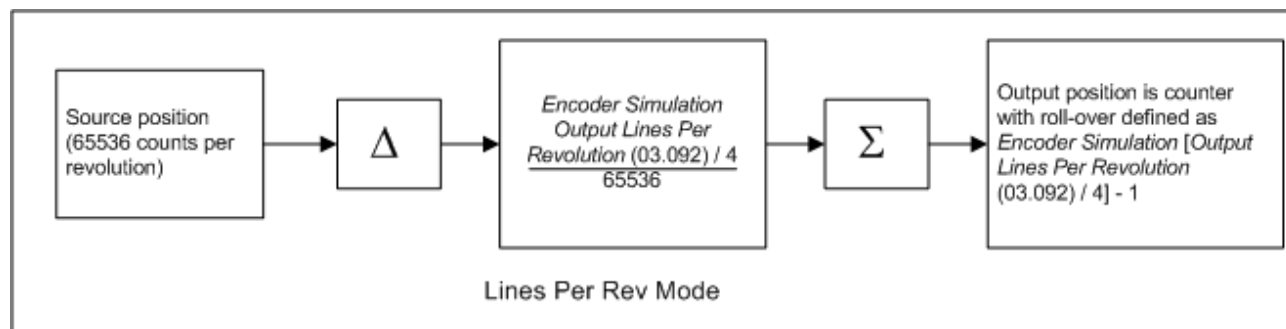 Source position
(65536 counts per
revolution)
Δ
Encoder Simulation
Output Lines Per
Revolution (03.092) / 4
65536
Σ
Output position is counter
with roll-over defined as
Encoder Simulation [Output
Lines Per Revolution
(03.092) / 4] - 1
Lines Per Rev Mode